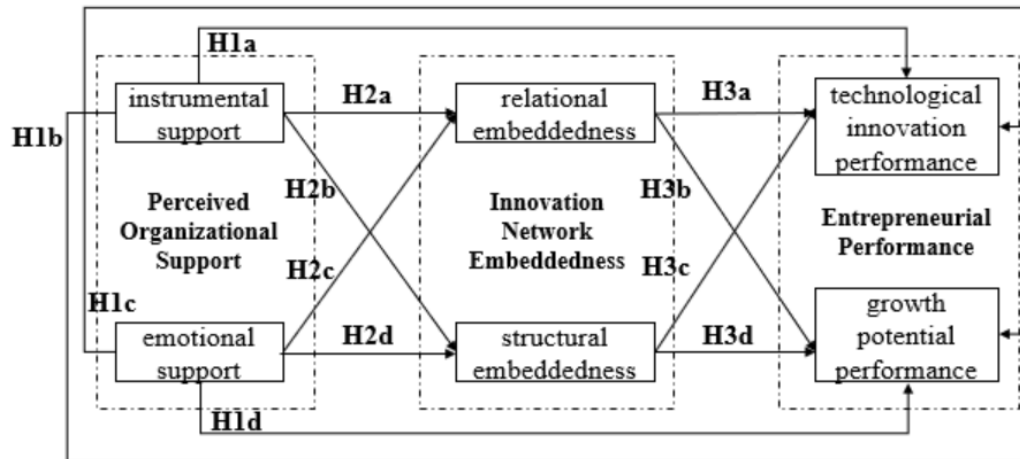 H1a
instrumental
support
H2a
relational
embeddedness
H3a
technological
innovation
performance
H1b
H2b
H3b
Perceived
Organizational
Support
Innovation
Network
Embeddedness
Entrepreneurial
Performance
H2c
H3c
H1c
emotional
support
H2d
structural
embeddedness
H3d
growth
potential
performance
H1d